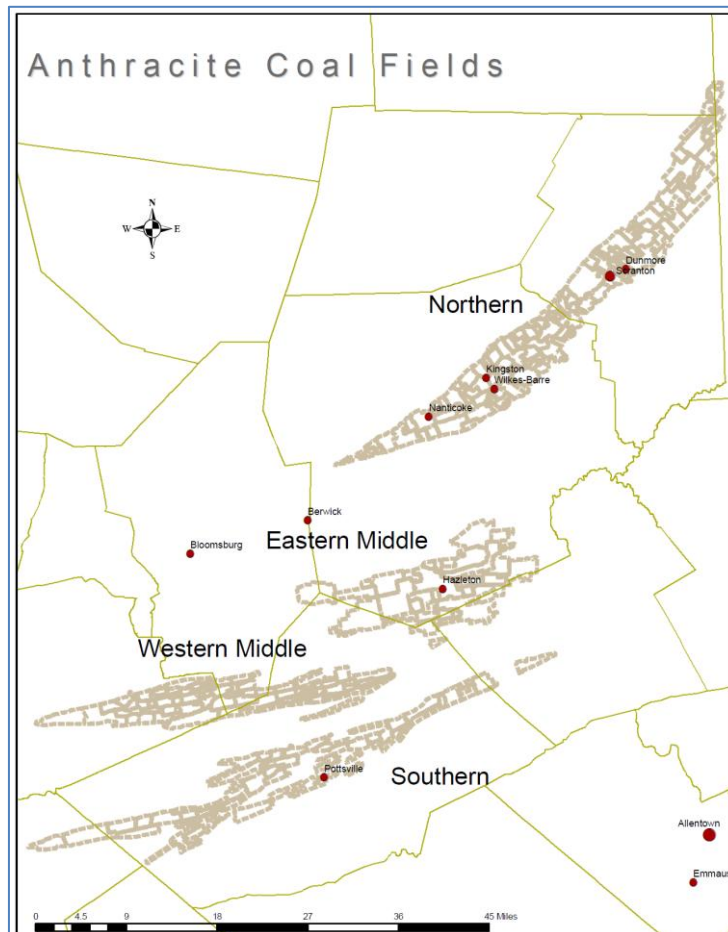 Anthracite Coal Fields
N
W E
S
Dunmore
Scranton
Northern
Kingston
Wilkes-Barre
Nanticoke
Berwick
Eastern Middle
Bloomsburg
Hazleton
Western Middle
Pottsville
Southern
Allentown
Emmaus
0 4.5 9 18 27 36 45 Miles